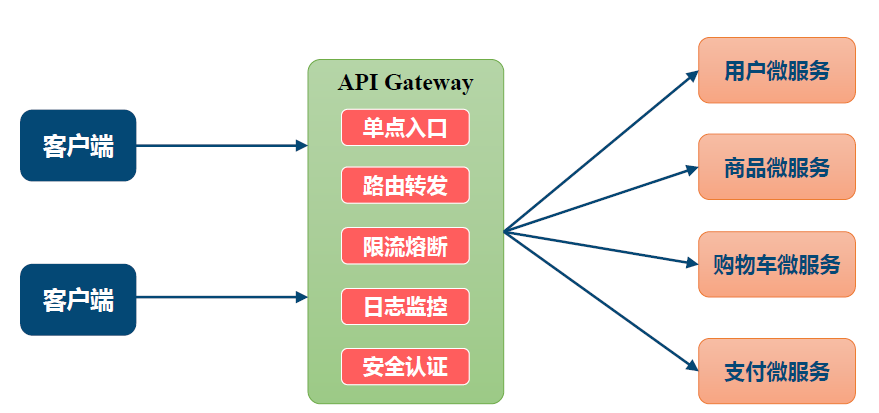 客户端
客户端
API Gateway
单点入口
路由转发
限流熔断
日志监控
安全认证
用户微服务
商品微服务
购物车微服务
支付微服务